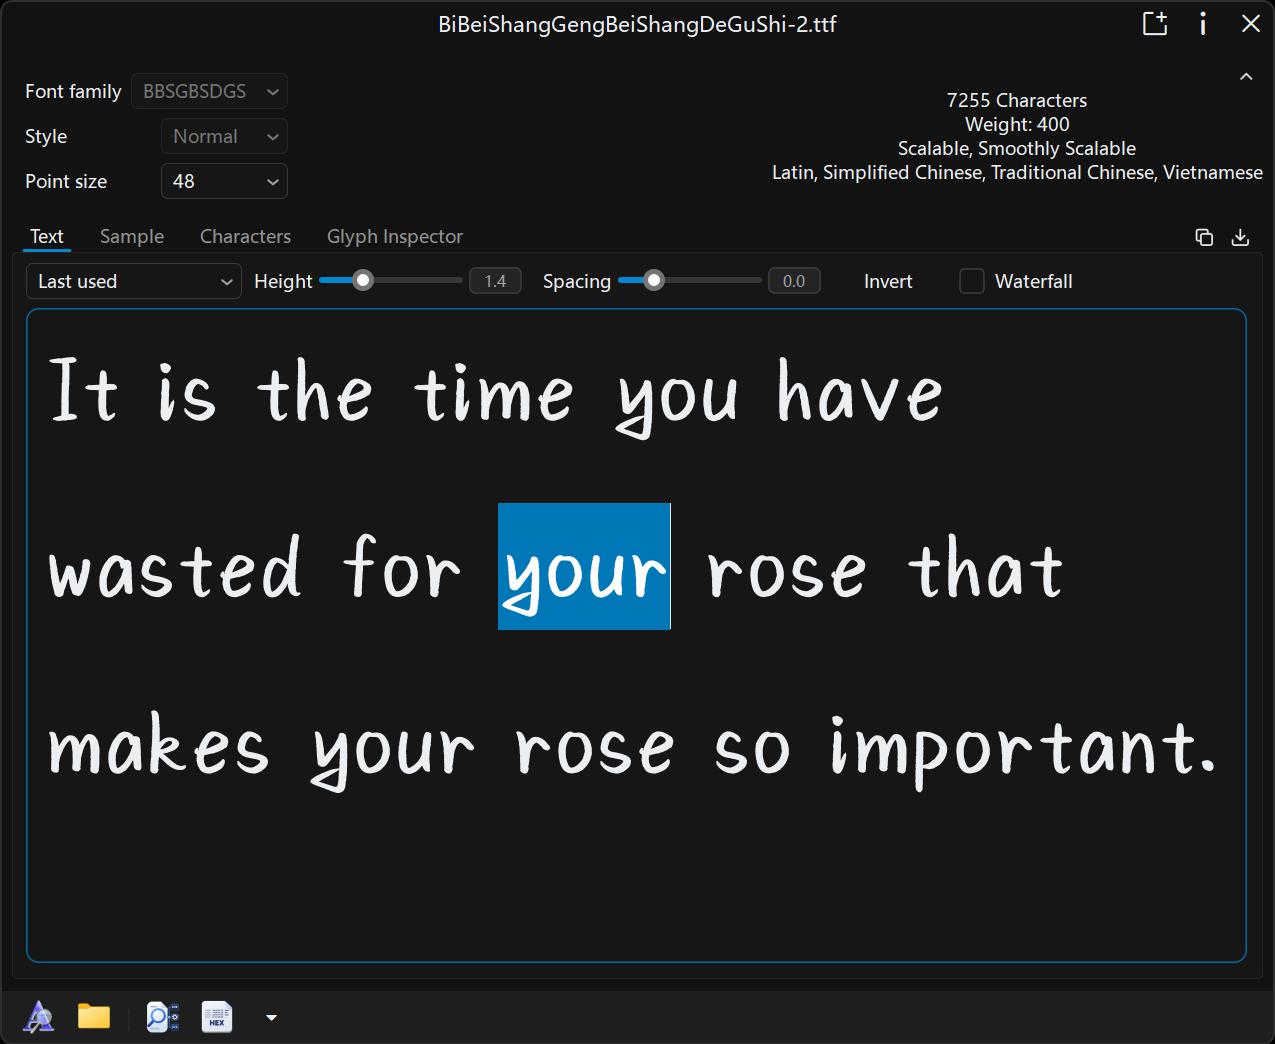 BiBeiShangGengBeiShangDeGuShi-2.ttf
Font family BBSGBSDGS
Style Normal
Point size 48
7255 Characters
Weight: 400
Scalable, Smoothly Scalable
Latin, Simplified Chinese, Traditional Chinese, Vietnamese
Text Sample Characters Glyph Inspector
Last used Height 1.4 Spacing 0.0 Invert Waterfall
It is the time you have
wasted for your rose that
makes your rose so important.
HEX